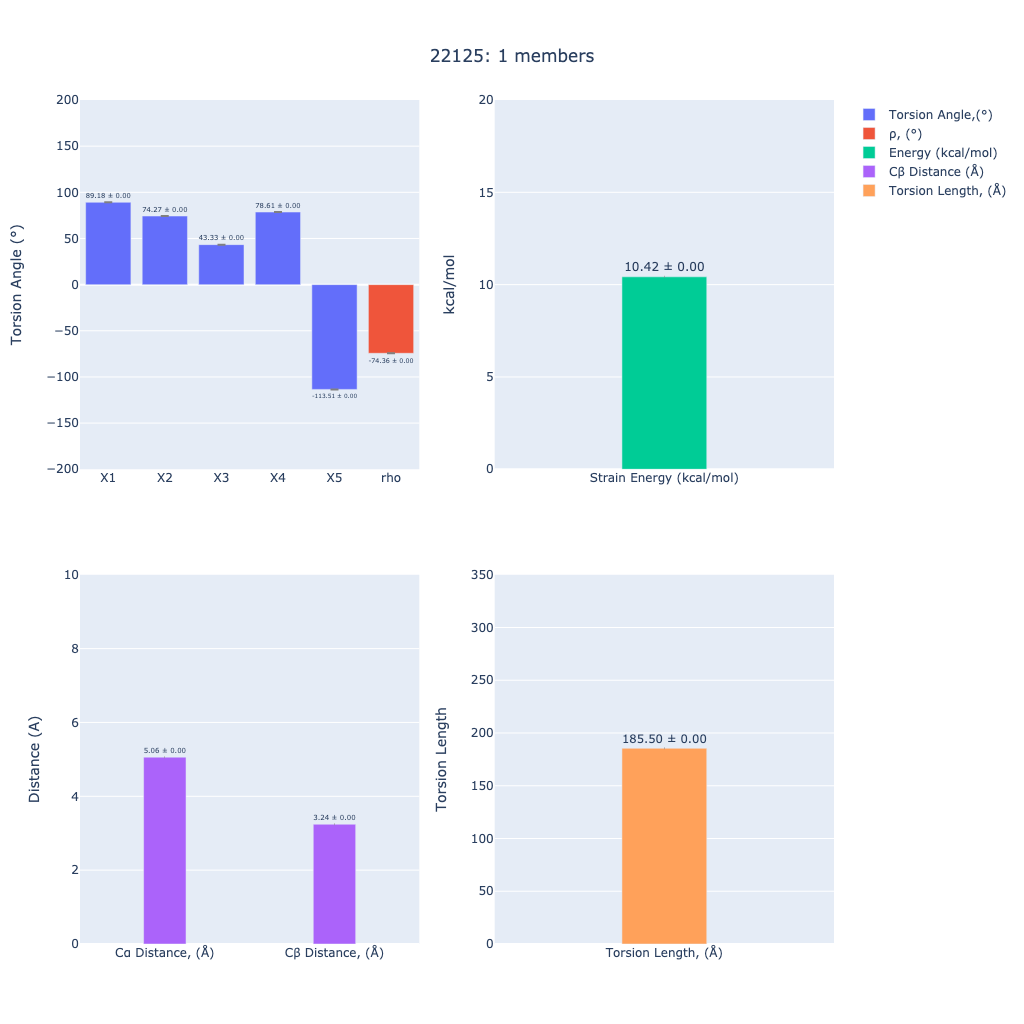 22125: 1 members
Torsion Angle (°)
200
150
100
50
0
−50
−100
−150
−200
89.18 ± 0.00
74.27 ± 0.00
43.33 ± 0.00
78.61 ± 0.00
-113.51 ± 0.00
-74.36 ± 0.00
X1 X2 X3 X4 X5 rho
kcal/mol
20
15
10
5
0
10.42 ± 0.00
Strain Energy (kcal/mol)
Torsion Angle,(°)
ρ, (°)
Energy (kcal/mol)
Cβ Distance (Å)
Torsion Length, (Å)
Distance (A)
10
8
6
4
2
0
5.06 ± 0.00
3.24 ± 0.00
Cα Distance, (Å) Cβ Distance, (Å)
Torsion Length
350
300
250
200
150
100
50
0
185.50 ± 0.00
Torsion Length, (Å)